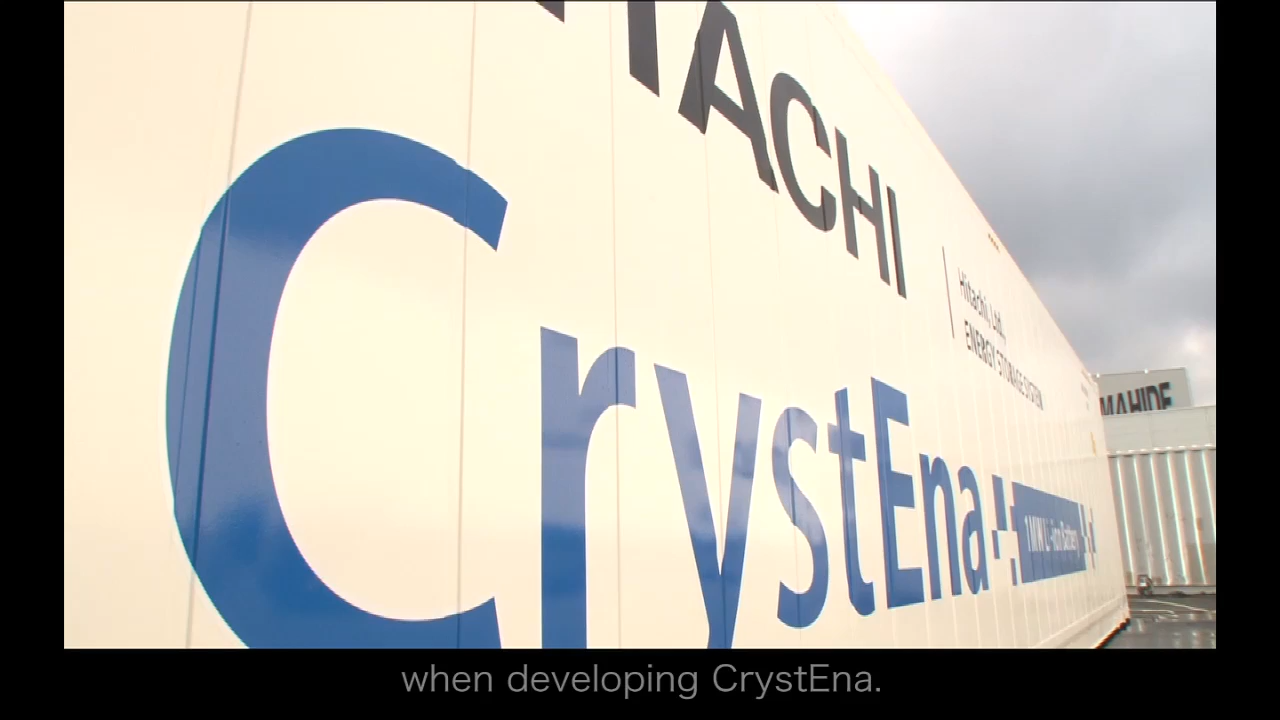 HITACHI
Hitachi, Ltd.,
ENERGY STORAGE SYSTEM
CrystEna
1MW Li-ion Battery
MAHIDE
when developing CrystEna.